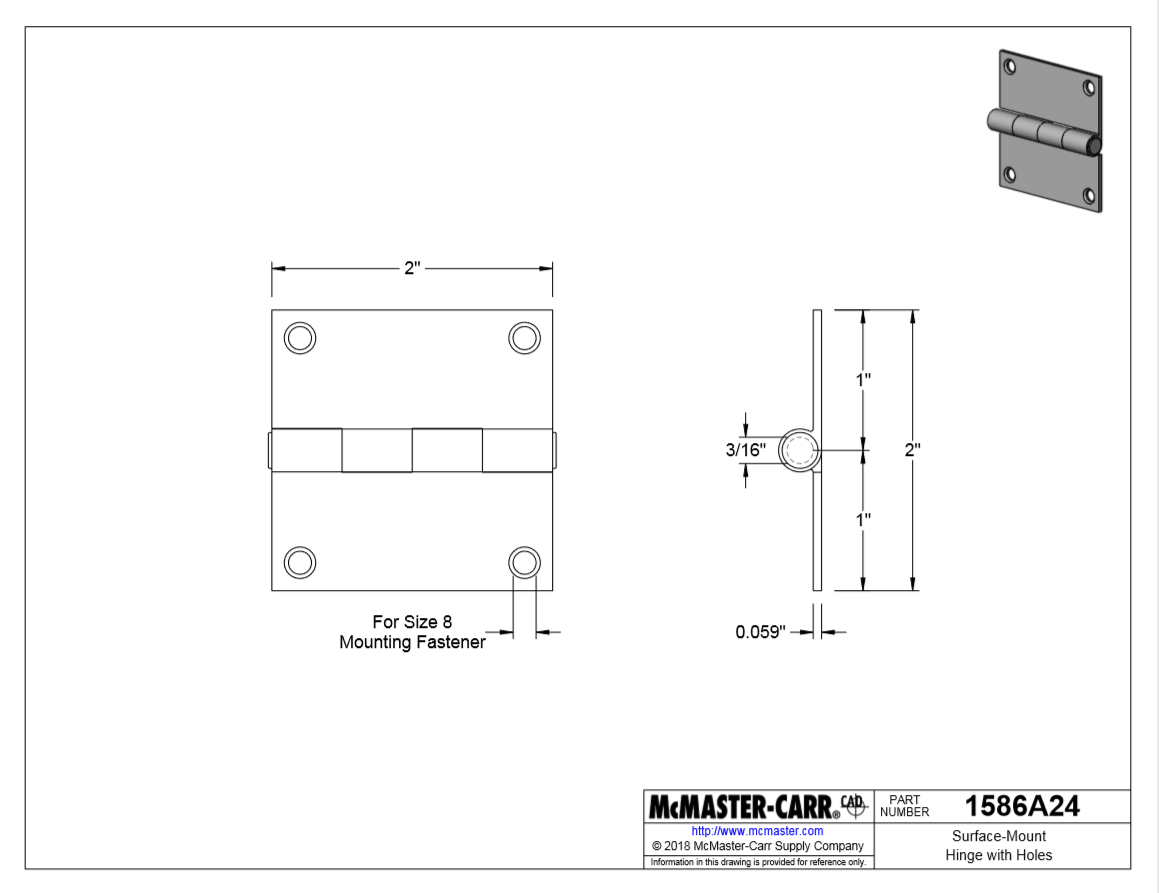 2"
1"
3/16"
2"
1"
For Size 8
Mounting Fastener
0.059"
McMASTER-CARR® CAD
http://www.mcmaster.com
© 2018 McMaster-Carr Supply Company
Information in this drawing is provided for reference only.
PART
NUMBER
1586A24
Surface-Mount
Hinge with Holes